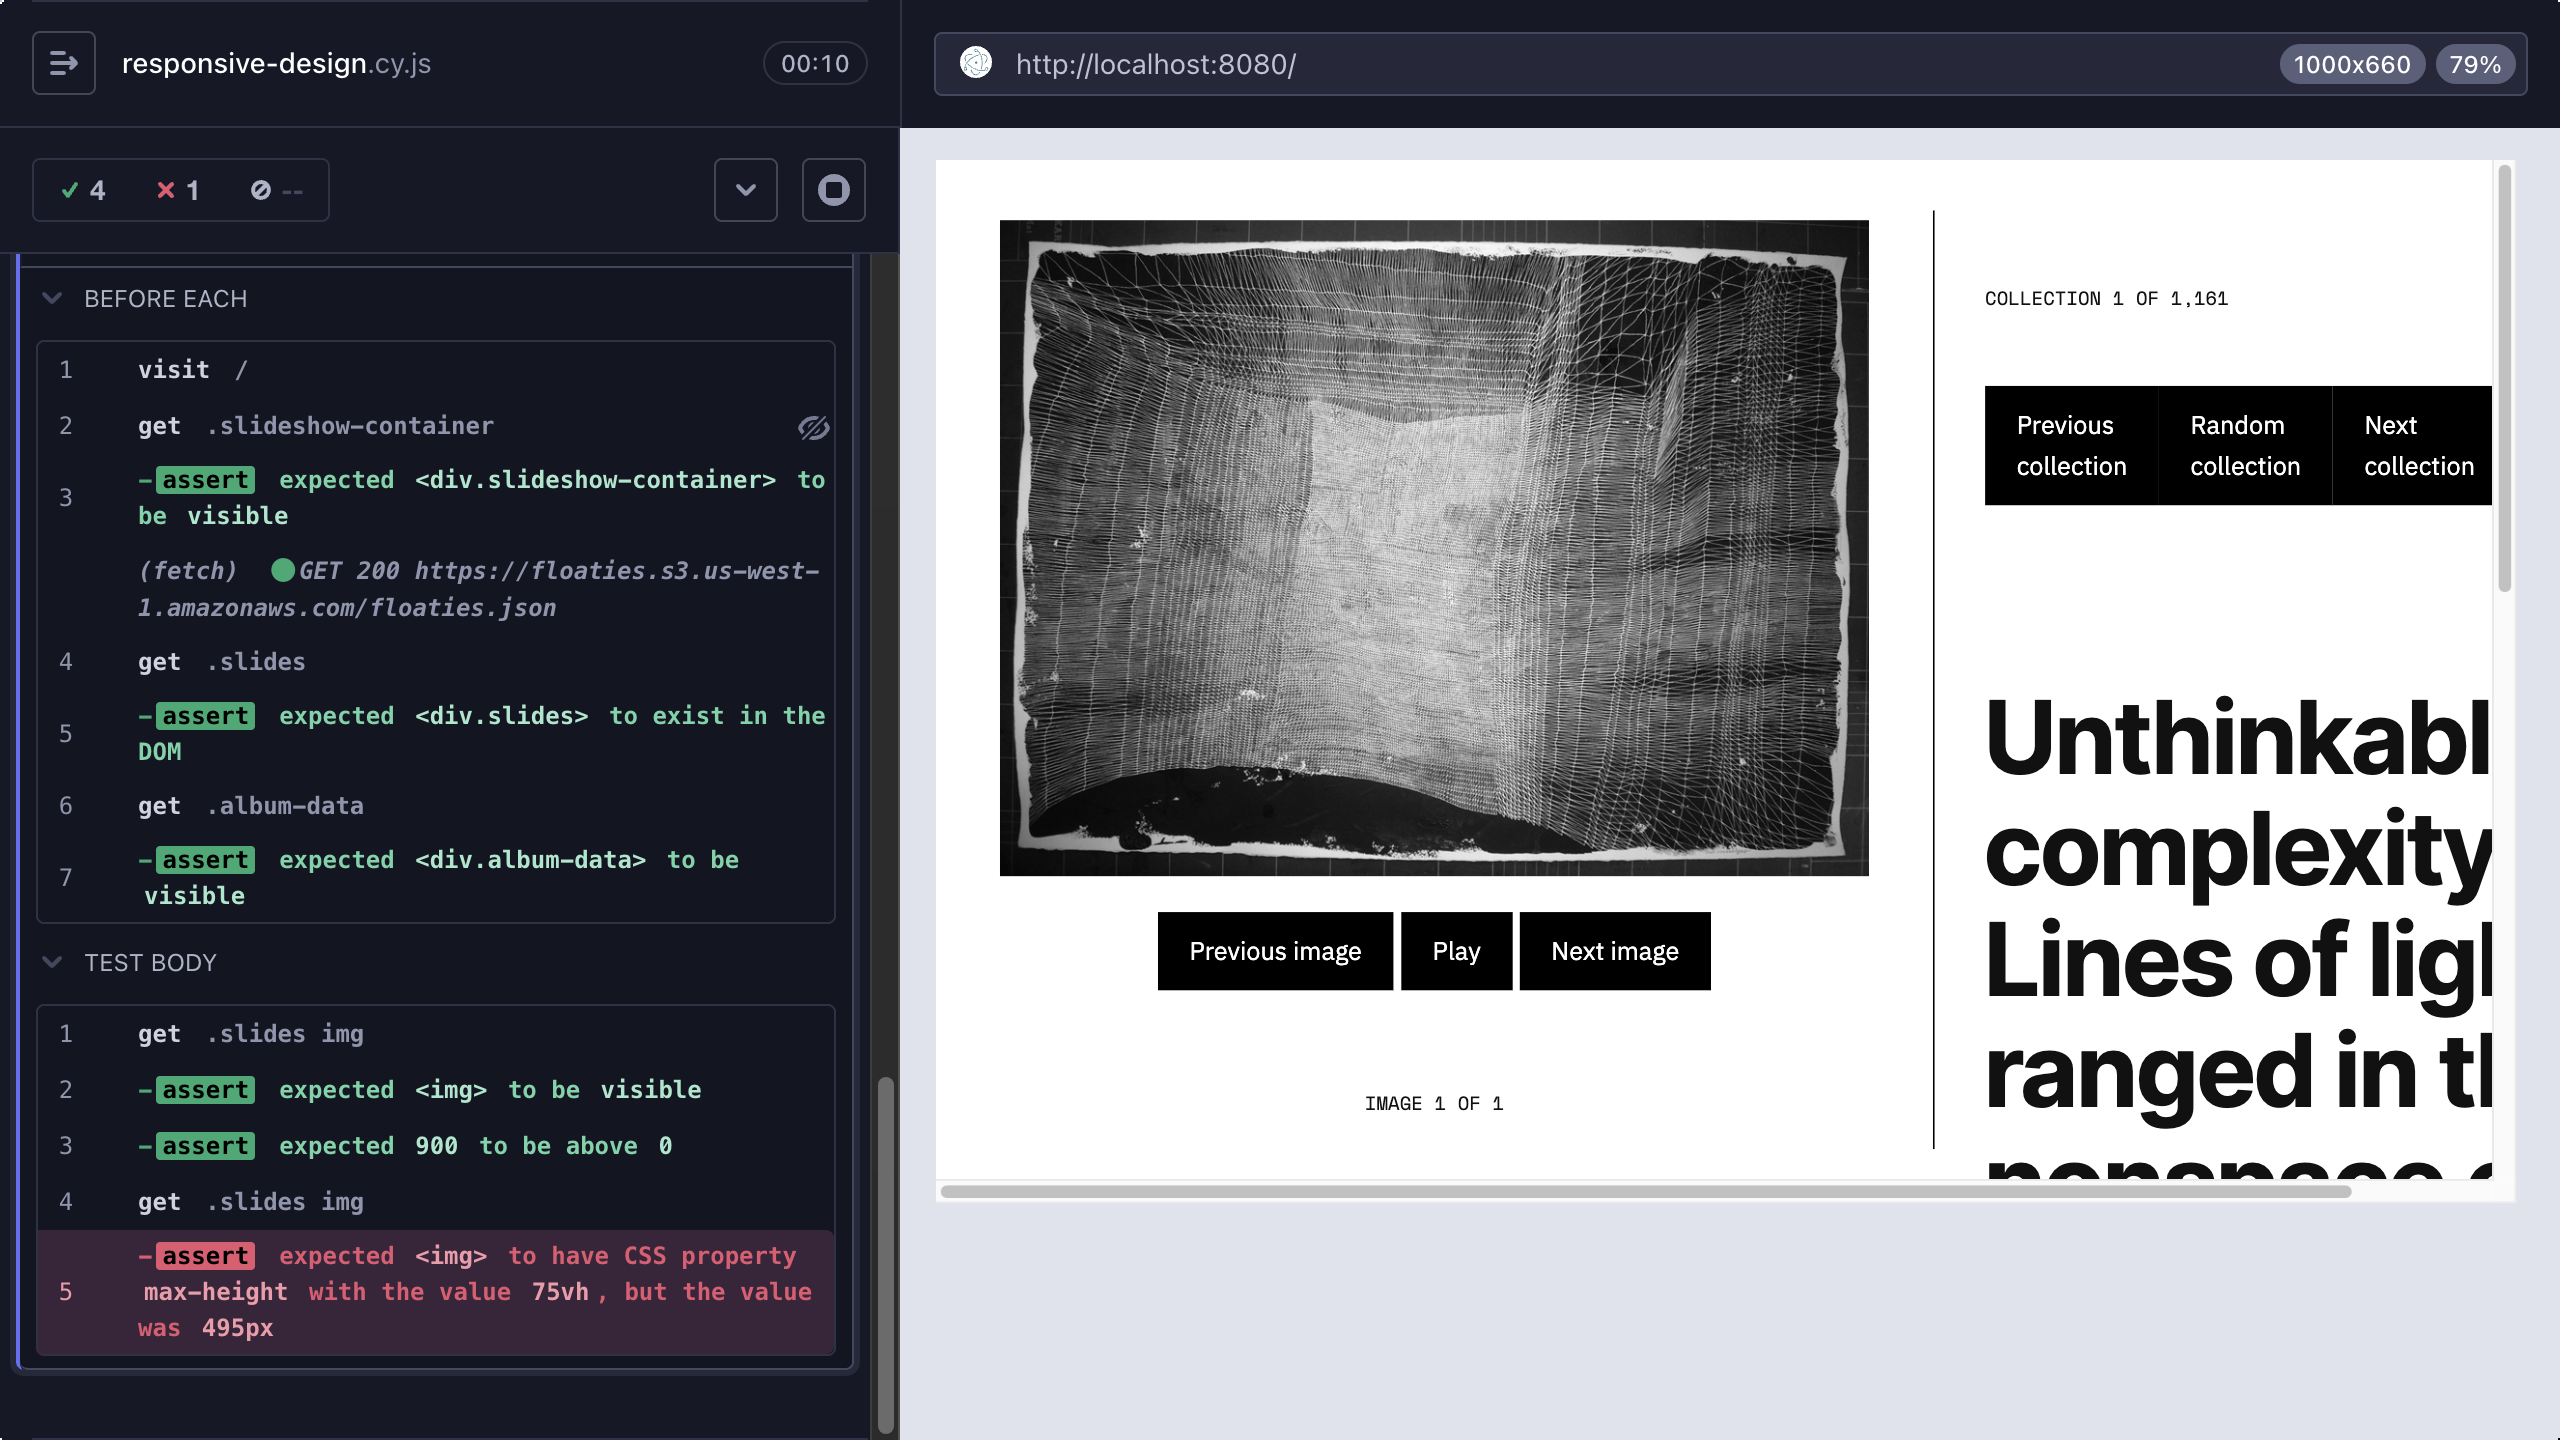 responsive-design.cy.js
00:10
4
1
--
BEFORE EACH
1 visit /
2 get .slideshow-container
3 -assert expected <div.slideshow-container> to
be visible
(fetch) GET 200 https://floaties.s3.us-west-
1.amazonaws.com/floaties.json
4 get .slides
5 -assert expected <div.slides> to exist in the
DOM
6 get .album-data
7 -assert expected <div.album-data> to be
visible
TEST BODY
1 get .slides img
2 -assert expected <img> to be visible
3 -assert expected 900 to be above 0
4 get .slides img
5 -assert expected <img> to have CSS property
max-height with the value 75vh, but the value
was 495px
http://localhost:8080/
1000x660
79%
Previous image
Play
Next image
IMAGE 1 OF 1
COLLECTION 1 OF 1,161
Previous collection
Random collection
Next collection
Unthinkabl
complexity
Lines of lig
ranged in t